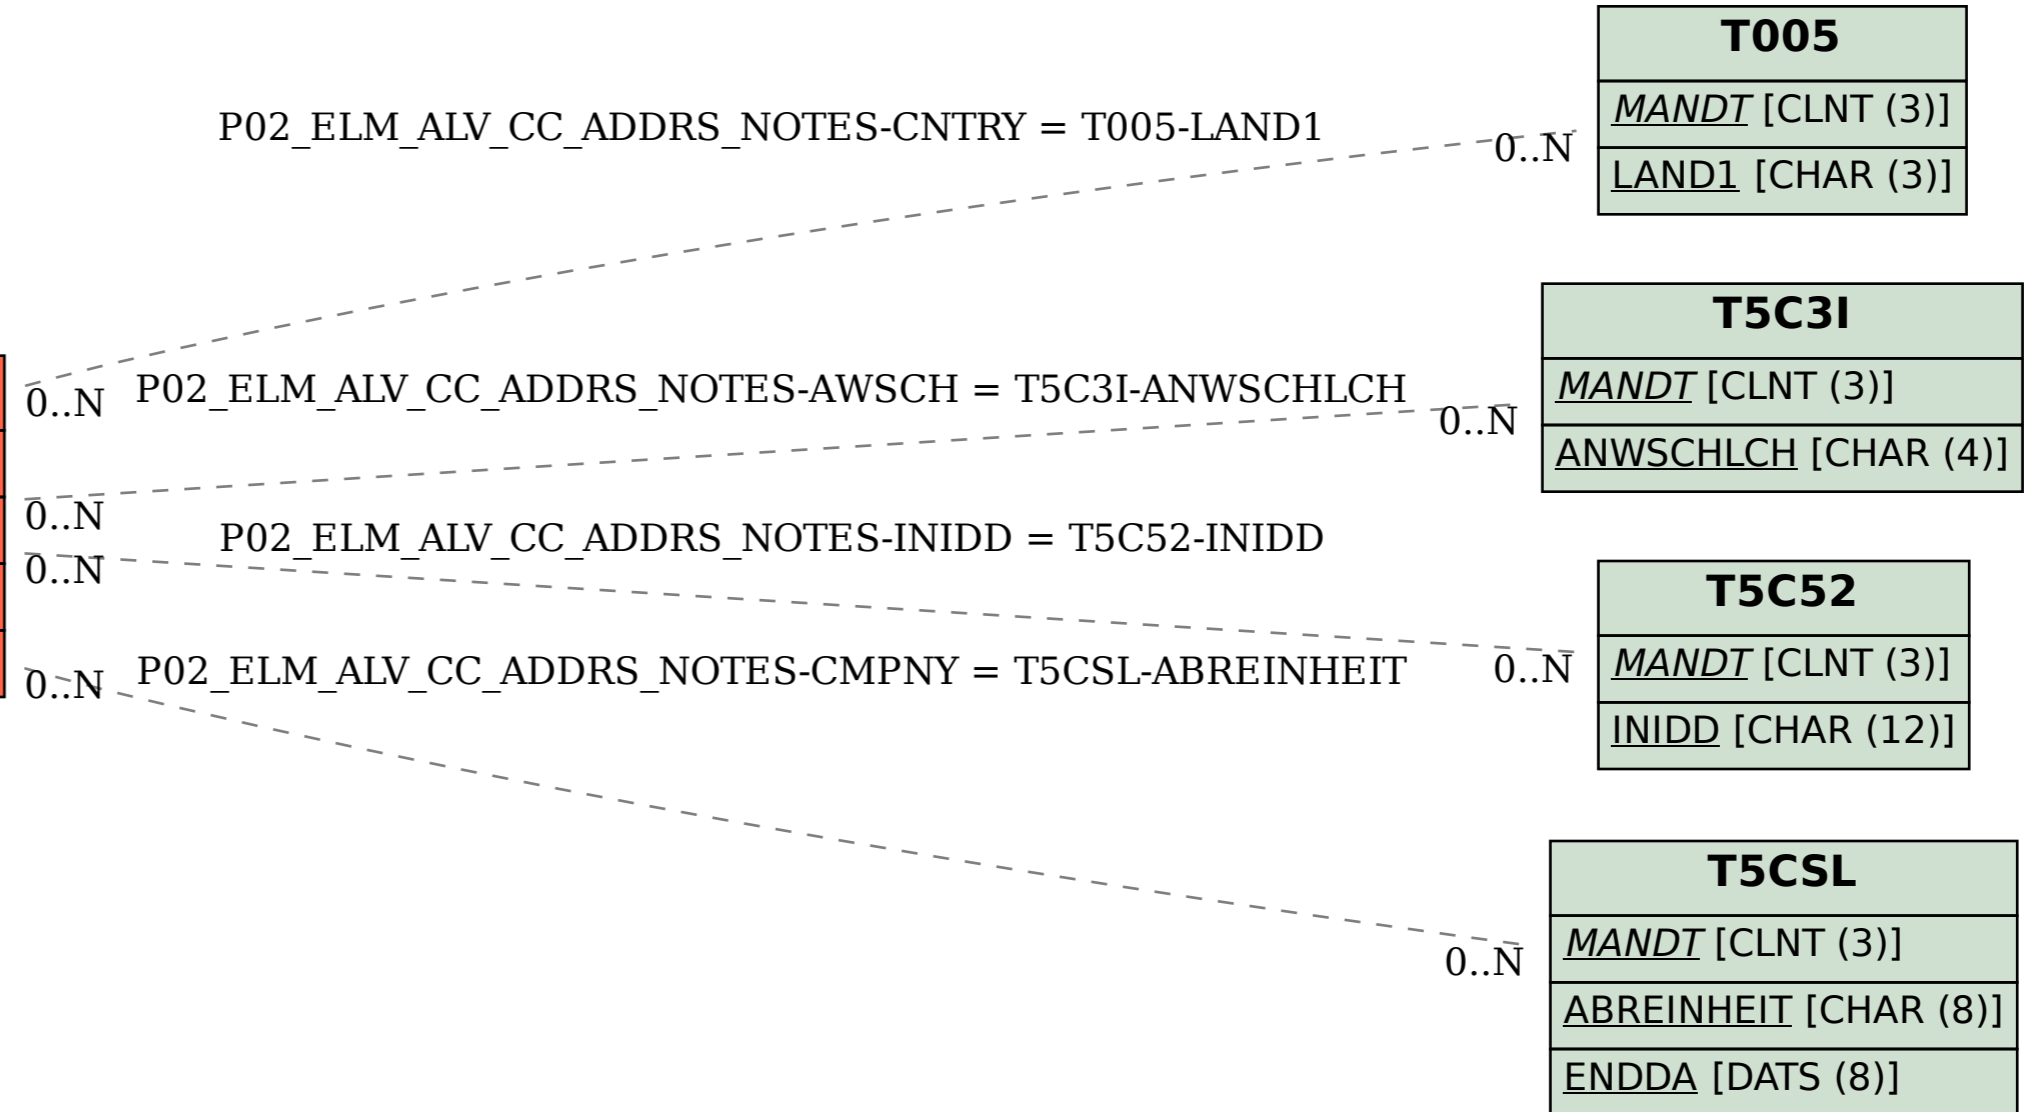 T005
MANDT [CLNT (3)]
LAND1 [CHAR (3)]
P02_ELM_ALV_CC_ADDRS_NOTES-CNTRY = T005-LAND1
0..N
0..N
T5C3I
MANDT [CLNT (3)]
ANWSCHLCH [CHAR (4)]
P02_ELM_ALV_CC_ADDRS_NOTES-AWSCH = T5C3I-ANWSCHLCH
0..N
0..N
P02_ELM_ALV_CC_ADDRS_NOTES-INIDD = T5C52-INIDD
0..N
0..N
T5C52
MANDT [CLNT (3)]
INIDD [CHAR (12)]
P02_ELM_ALV_CC_ADDRS_NOTES-CMPNY = T5CSL-ABREINHEIT
0..N
0..N
T5CSL
MANDT [CLNT (3)]
ABREINHEIT [CHAR (8)]
ENDDA [DATS (8)]